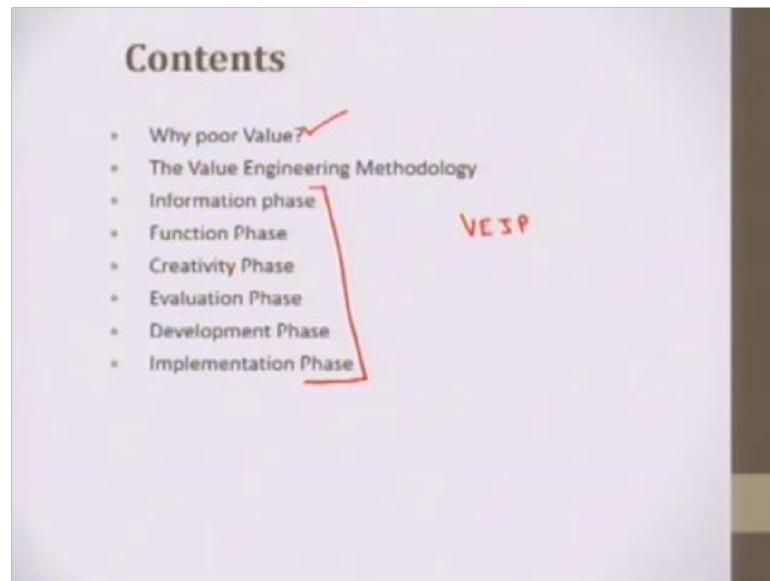 Contents
• Why poor Value?
• The Value Engineering Methodology
• Information phase
• Function Phase
VEJP
• Creativity Phase
• Evaluation Phase
• Development Phase
• Implementation Phase